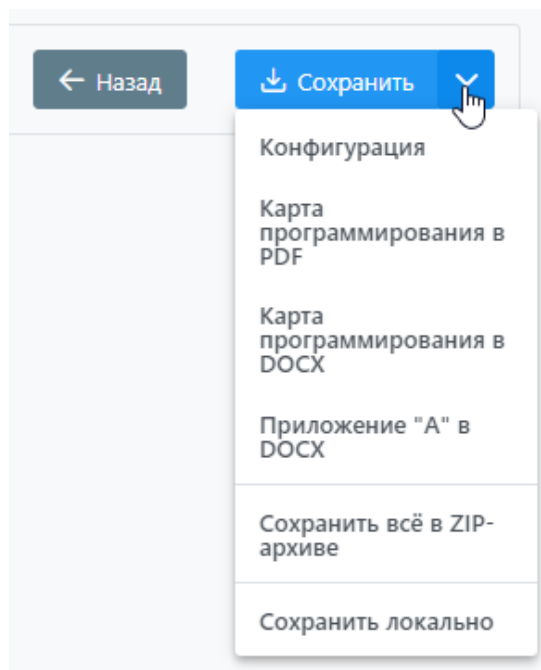 Назад
Сохранить
Конфигурация
Карта
программирования в
PDF
Карта
программирования в
DOCX
Приложение "А" в
DOCX
Сохранить всё в ZIP-
архиве
Сохранить локально